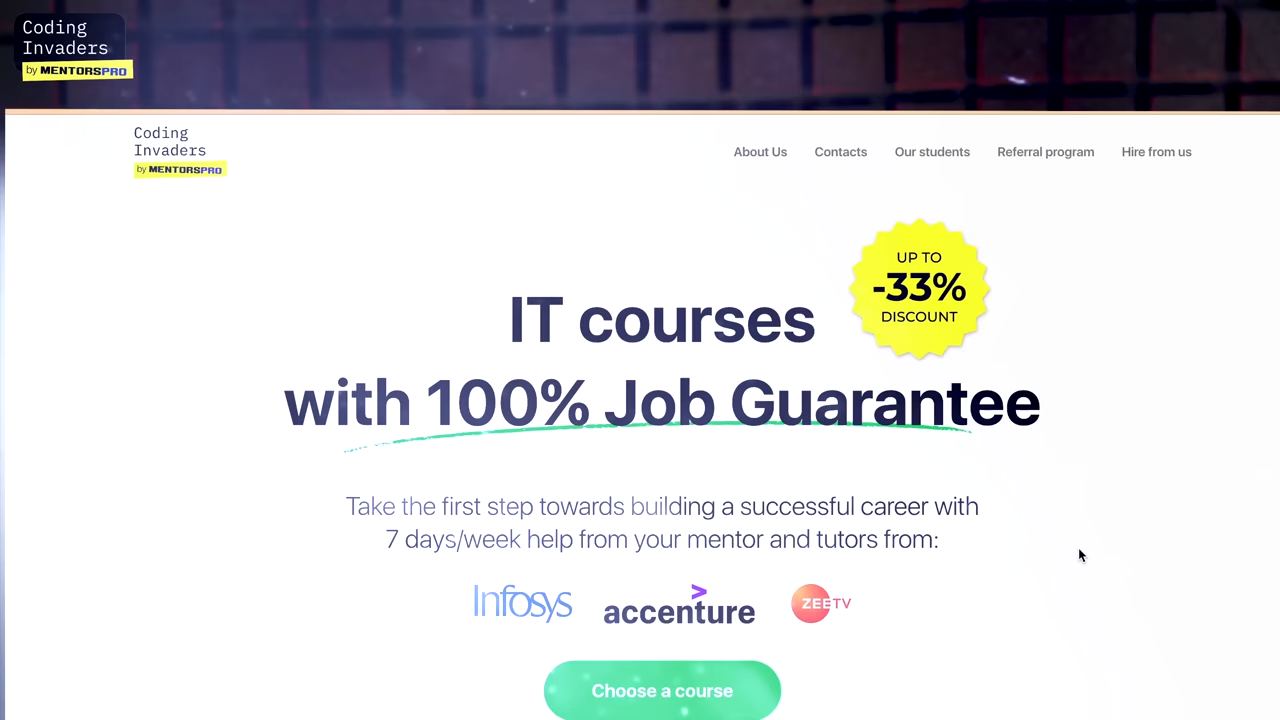 Coding
Invaders
by MENTORSPRO
Coding
Invaders
by MENTORSPRO
About Us Contacts Our students Referral program Hire from us
UP TO
-33%
DISCOUNT
IT courses
with 100% Job Guarantee
Take the first step towards building a successful career with
7 days/week help from your mentor and tutors from:
Infosys accenture ZEETV
Choose a course